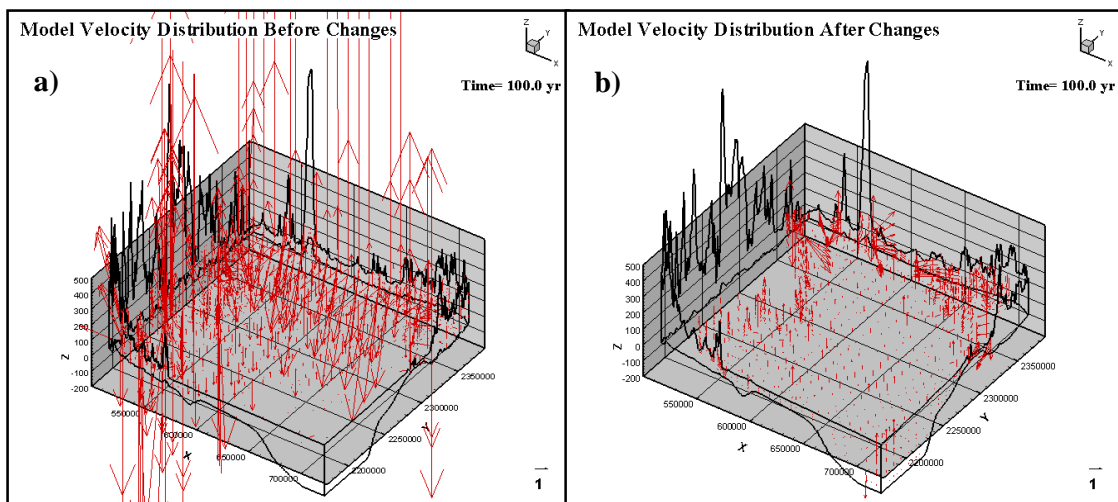 Model Velocity Distribution Before Changes
a)
Z
Y
X
Time= 100.0 yr
500
400
300
200
100
0
-100
-200
Z
550000
600000
650000
700000
X
2200000
2250000
2300000
2350000
Y
1
Model Velocity Distribution After Changes
b)
Z
Y
X
Time= 100.0 yr
500
400
300
200
100
0
-100
-200
Z
550000
600000
650000
700000
X
2200000
2250000
2300000
2350000
Y
1